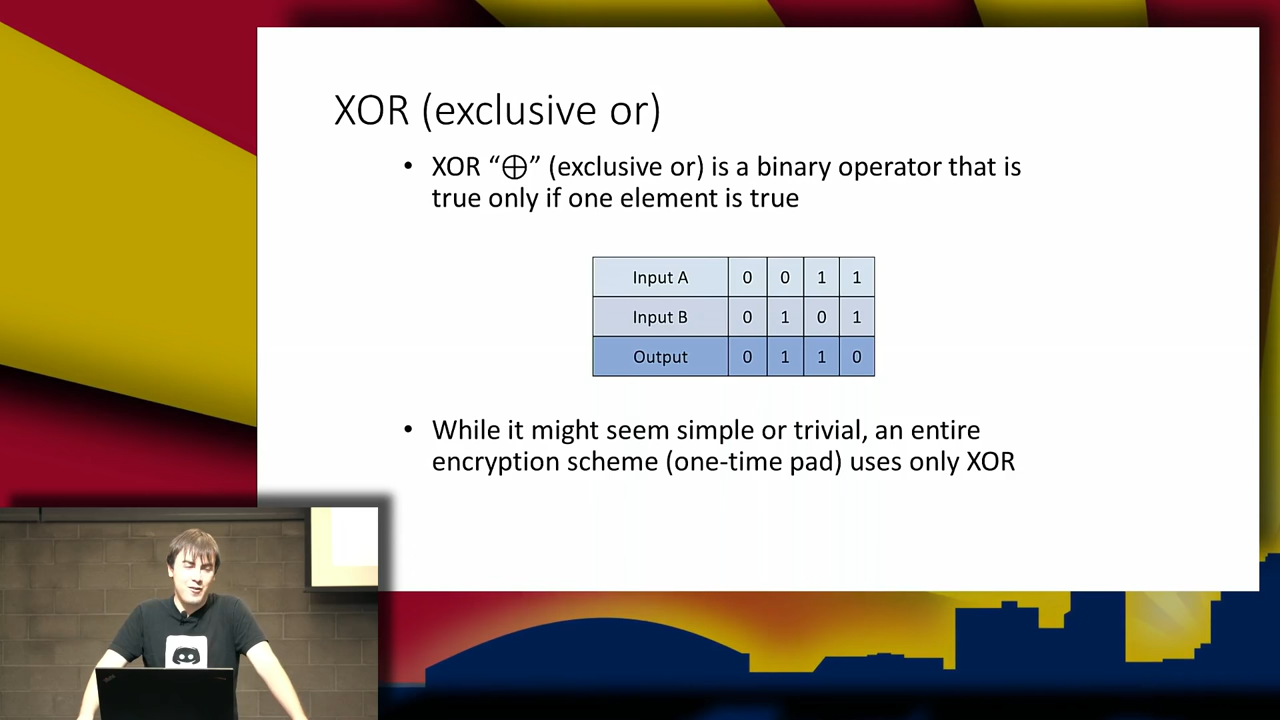 XOR (exclusive or)
• XOR “⊕” (exclusive or) is a binary operator that is
true only if one element is true
Input A 0 0 1 1
Input B 0 1 0 1
Output 0 1 1 0
• While it might seem simple or trivial, an entire
encryption scheme (one-time pad) uses only XOR